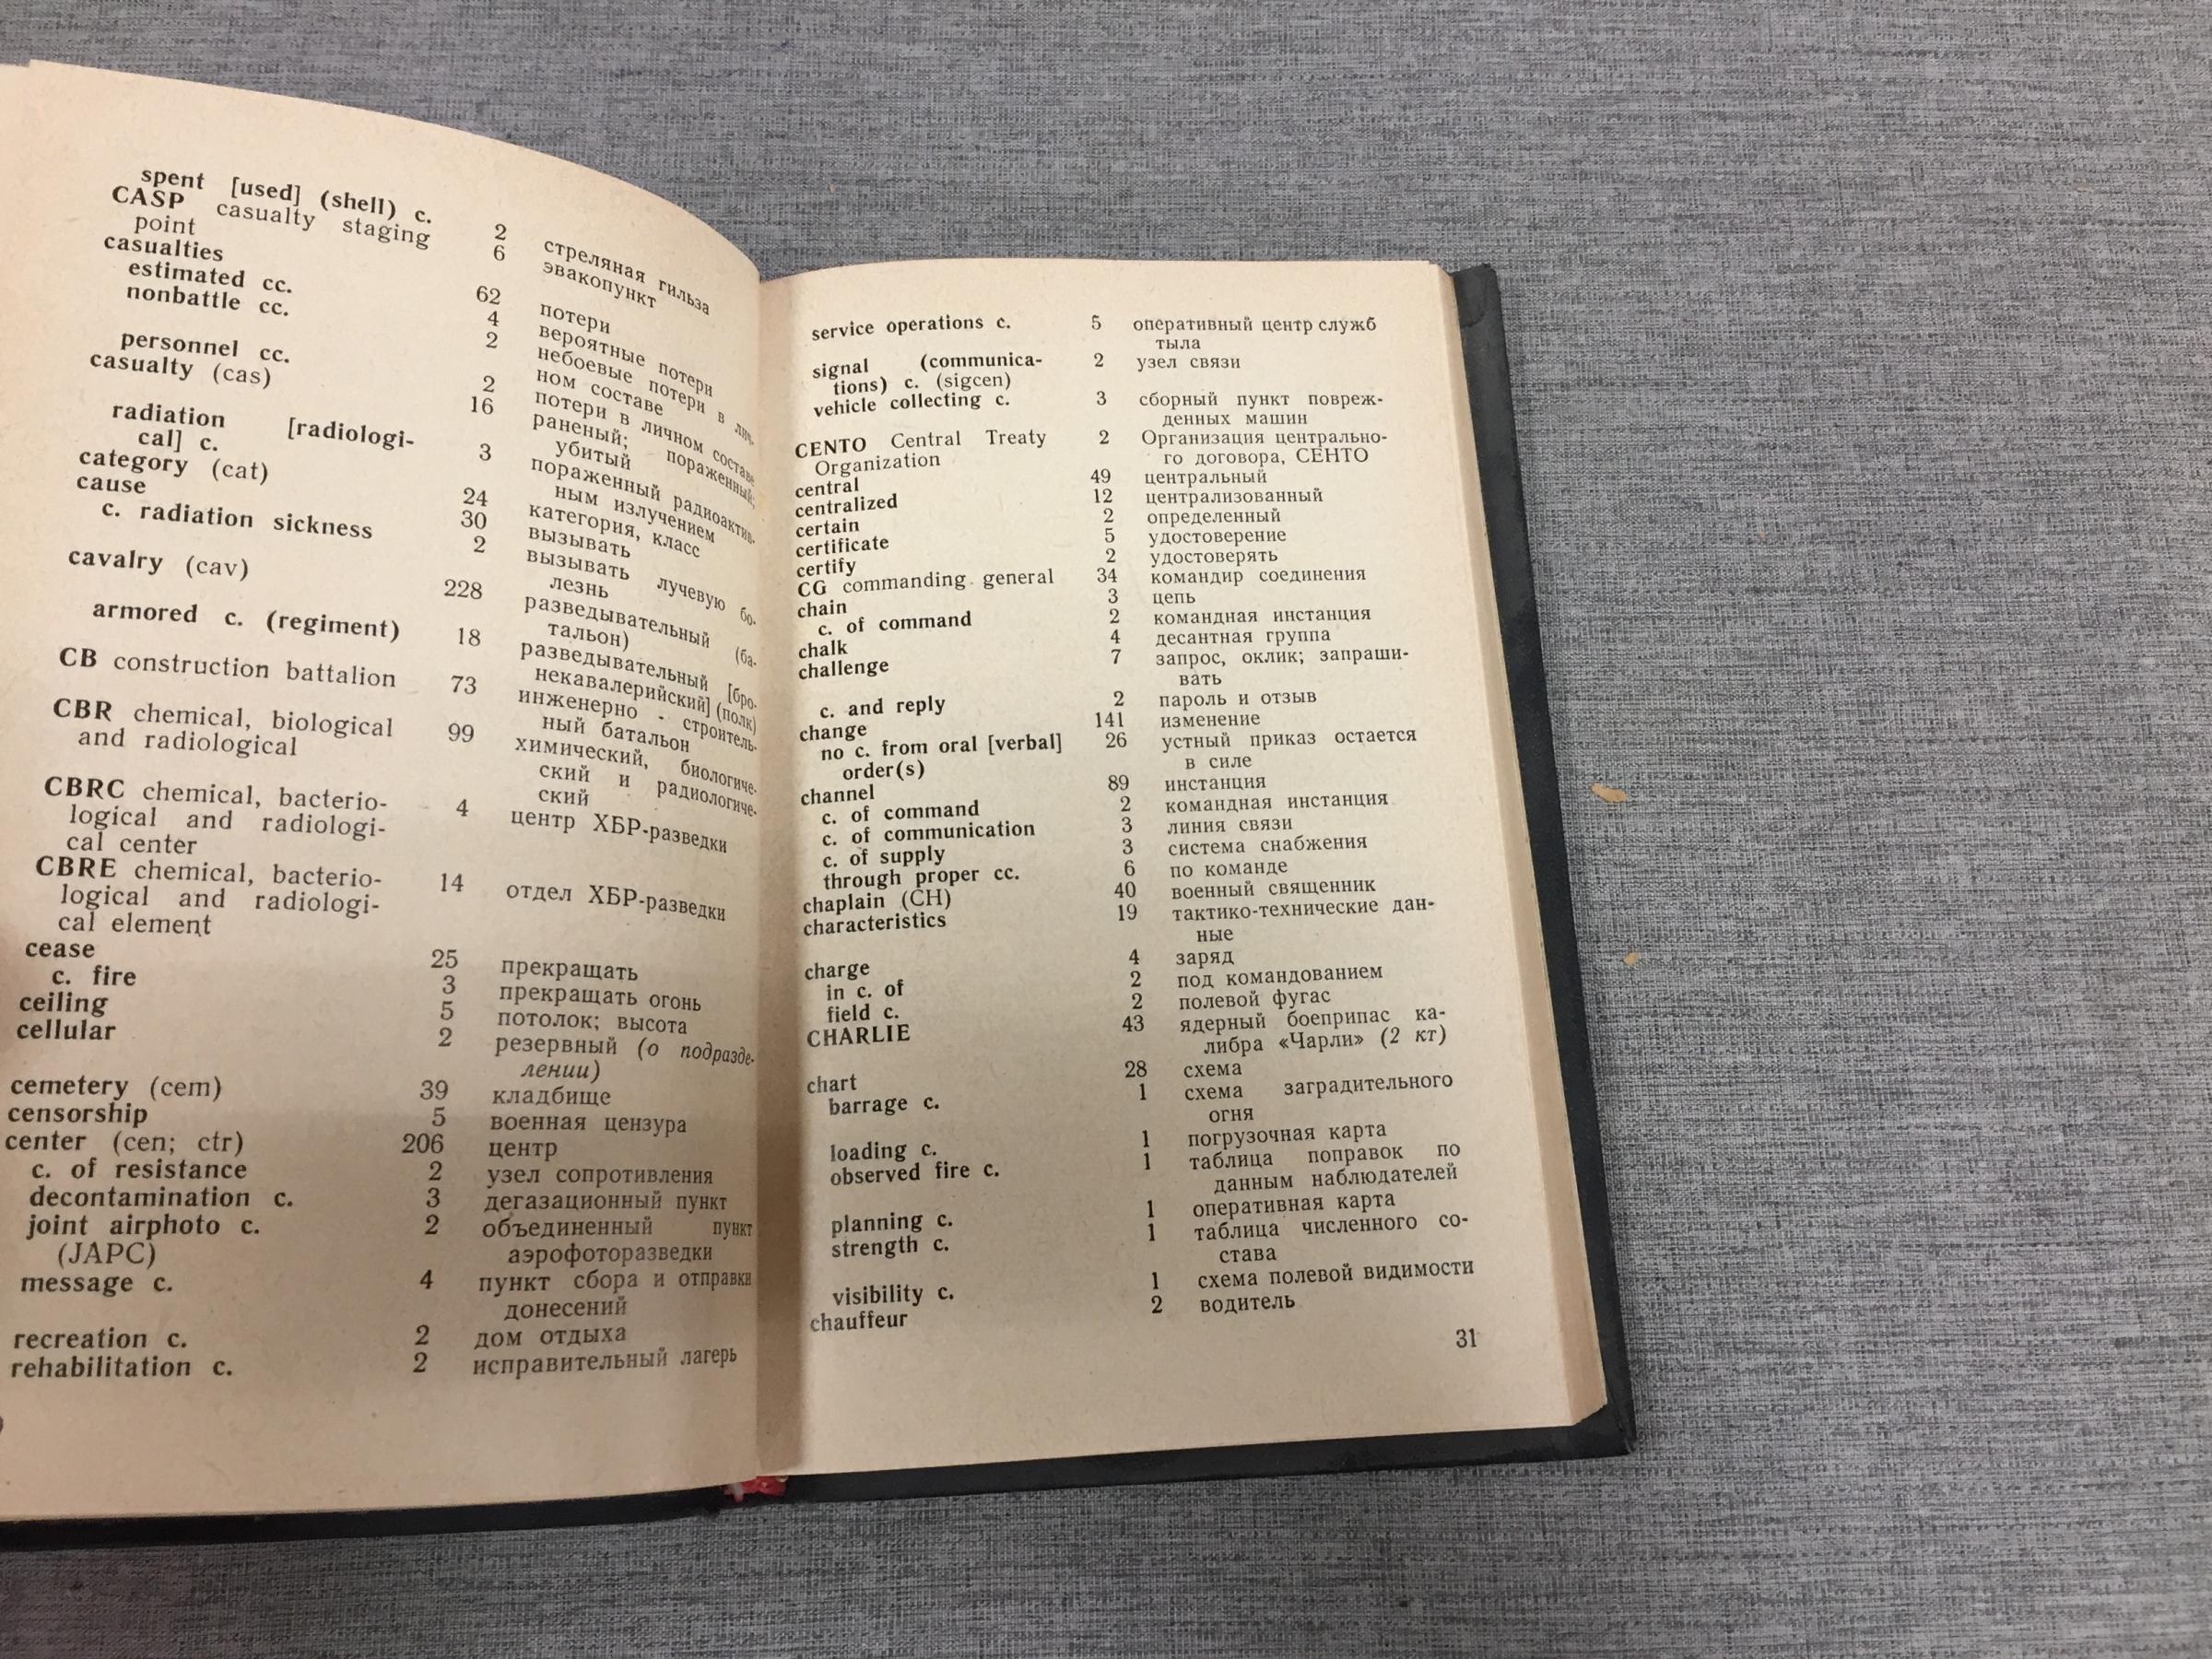 spent [used] (shell) c. 2 стреляная гильза
CASP casualty staging 6 эвакопункт
point
casualties 62 потери
estimated cc. 4 вероятные потери
nonbattle cc. 2 небоевые потери в лич-
ном составе
personnel cc. 2 потери в личном составе
casualty (cas) 16 раненый; пораженный;
убитый
radiation [radiologi- 3 пораженный радиоактив-
cal] c. ным излучением
category (cat) 24 категория, класс
cause 30 вызывать
c. radiation sickness 2 вызывать лучевую бо-
лезнь
cavalry (cav) 228 разведывательный (ба-
тальон)
armored c. (regiment) 18 разведывательный [бро-
некавалерийский] (полк)
CB construction battalion 73 инженерно - строитель-
ный батальон
CBR chemical, biological 99 химический, биологиче-
and radiological ский и радиологиче-
ский
CBRC chemical, bacterio- 4 центр ХБР-разведки
logical and radiologi-
cal center
CBRE chemical, bacterio- 14 отдел ХБР-разведки
logical and radiologi-
cal element
cease 25 прекращать
c. fire 3 прекращать огонь
ceiling 5 потолок; высота
cellular 2 резервный (о подразде-
лении)
cemetery (cem) 39 кладбище
censorship 5 военная цензура
center (cen; ctr) 206 центр
c. of resistance 2 узел сопротивления
decontamination c. 3 дегазационный пункт
joint airphoto c. 2 объединенный пункт
(JAPC) аэрофоторазведки
message c. 4 пункт сбора и отправки
донесений
recreation c. 2 дом отдыха
rehabilitation c. 2 исправительный лагерь
service operations c. 5 оперативный центр служб
тыла
signal (communica- 2 узел связи
tions) c. (sigcen)
vehicle collecting c. 3 сборный пункт повреж-
денных машин
CENTO Central Treaty 2 Организация центрально-
Organization го договора, СЕНТО
central 49 центральный
centralized 12 централизованный
certain 2 определенный
certificate 5 удостоверение
certify 2 удостоверять
CG commanding general 34 командир соединения
chain 3 цепь
c. of command 2 командная инстанция
chalk 4 десантная группа
challenge 7 запрос, оклик; запраши-
вать
c. and reply 2 пароль и отзыв
change 141 изменение
no c. from oral [verbal] 26 устный приказ остается
order(s) в силе
channel 89 инстанция
c. of command 2 командная инстанция
c. of communication 3 линия связи
c. of supply 3 система снабжения
through proper cc. 6 по команде
chaplain (CH) 40 военный священник
characteristics 19 тактико-технические дан-
ные
charge 4 заряд
in c. of 2 под командованием
field c. 2 полевой фугас
CHARLIE 43 ядерный боеприпас ка-
либра «Чарли» (2 кт)
chart 28 схема
barrage c. 1 схема заградительного
огня
loading c. 1 погрузочная карта
observed fire c. 1 таблица поправок по
данным наблюдателей
planning c. 1 оперативная карта
strength c. 1 таблица численного со-
става
visibility c. 1 схема полевой видимости
chauffeur 2 водитель
31